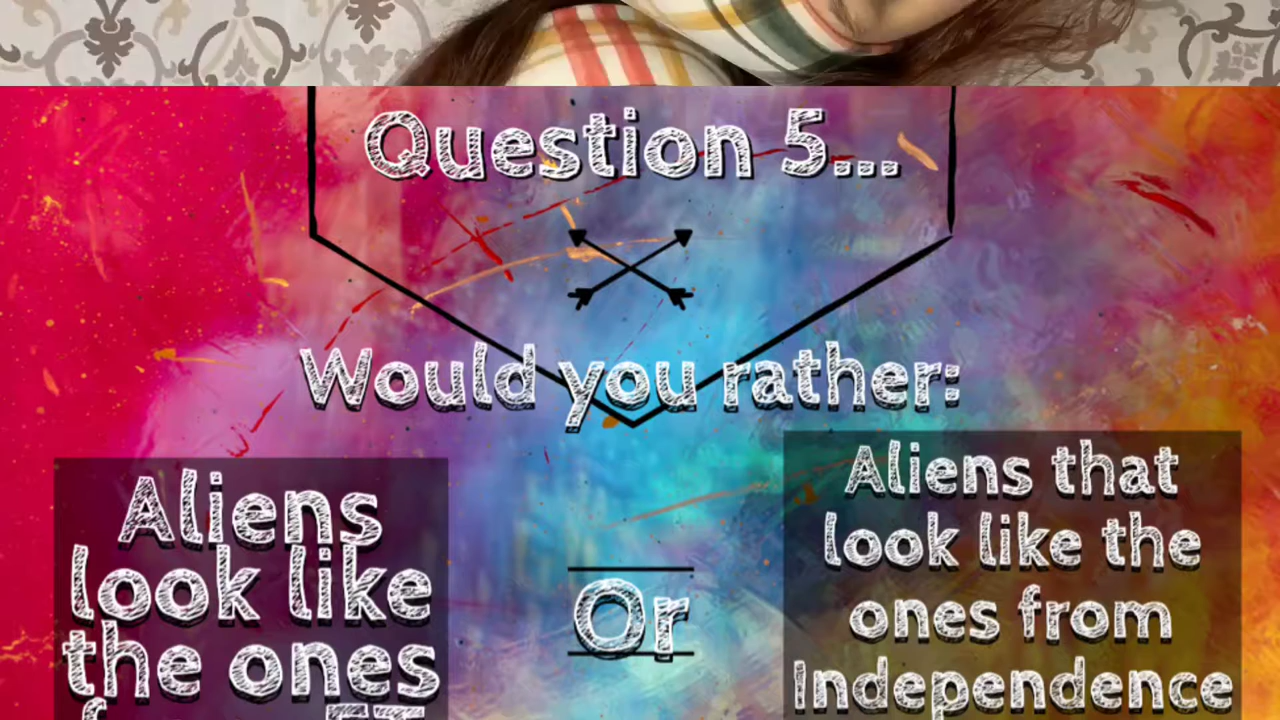 Question 5...
Would you rather:
Aliens
look like
the ones
Or
Aliens that
look like the
ones from
Independence